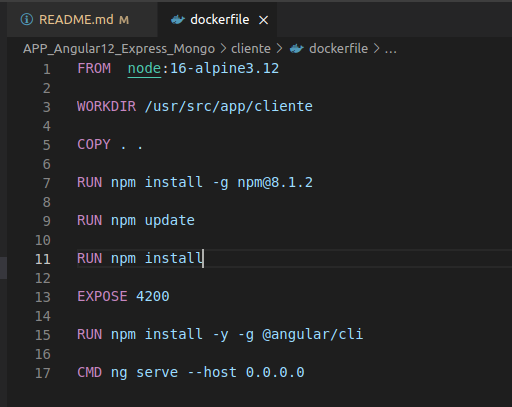 README.md M dockerfile ×
APP_Angular12_Express_Mongo > cliente > dockerfile > ...
1 FROM  node:16-alpine3.12
2
3 WORKDIR /usr/src/app/cliente
4
5 COPY . .
6
7 RUN npm install -g npm@8.1.2
8
9 RUN npm update
10
11 RUN npm install
12
13 EXPOSE 4200
14
15 RUN npm install -y -g @angular/cli
16
17 CMD ng serve --host 0.0.0.0